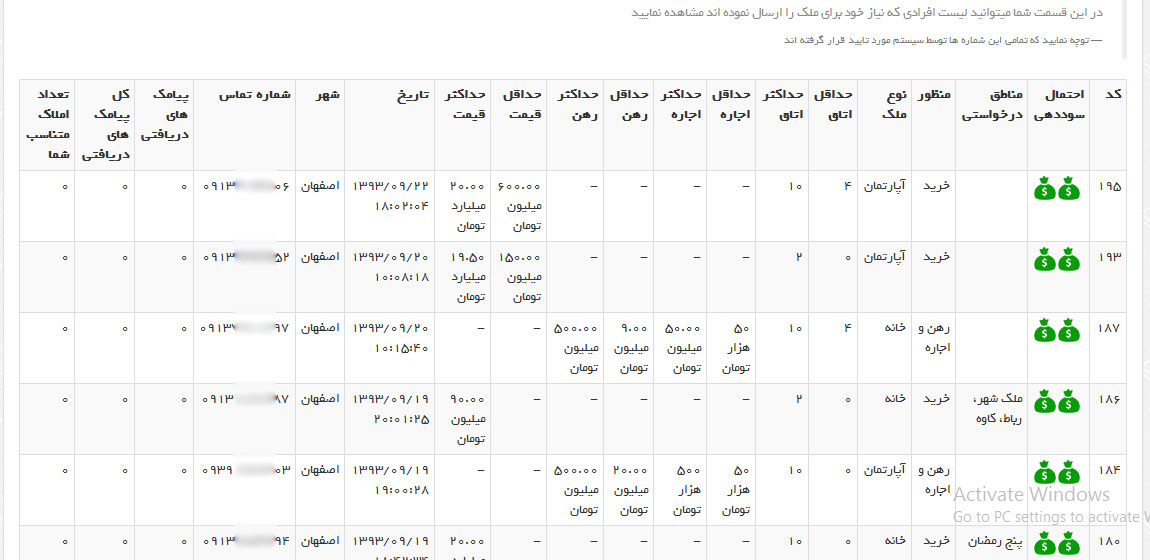 در این قسمت شما میتوانید لیست افرادی که نیاز خود برای ملک را ارسال نموده اند مشاهده نمایید
— توجه نمایید که تمامی این شماره ها توسط سیستم مورد تایید قرار گرفته اند
کد احتمال سوددهی مناطق درخواستی منظور نوع ملک حداقل اتاق حداکثر اتاق حداقل اجاره حداکثر اجاره حداقل رهن حداکثر رهن حداقل قیمت حداکثر قیمت تاریخ شهر شماره تماس پیامک های دریافتی کل پیامک های دریافتی تعداد املاک متناسب شما
۱۹۵ خرید آپارتمان ۴ ۱۰ – – – – ۶۰۰.۰۰ میلیون تومان ۲۰.۰۰ میلیارد تومان ۱۳۹۳/۰۹/۲۲ ۱۸:۰۲:۰۴ اصفهان ۰۹۱۳ ۰۶ ۰ ۰ ۰
۱۹۳ خرید آپارتمان ۰ ۲ – – – – ۱۵۰.۰۰ میلیون تومان ۱۹.۵۰ میلیارد تومان ۱۳۹۳/۰۹/۲۰ ۱۰:۰۸:۱۸ اصفهان ۰۹۱۳ ۵۲ ۰ ۰ ۰
۱۸۷ رهن و اجاره خانه ۴ ۱۰ ۵۰ هزار تومان ۵۰.۰۰ میلیون تومان ۹.۰۰ میلیون تومان ۵۰۰.۰۰ میلیون تومان – – ۱۳۹۳/۰۹/۲۰ ۱۰:۱۵:۴۰ اصفهان ۰۹۱۳ ۹۷ ۰ ۰ ۰
۱۸۶ ملک شهر، رباط، کاوه خرید خانه ۰ ۲ – – – – – ۹۰.۰۰ میلیون تومان ۱۳۹۳/۰۹/۱۹ ۲۰:۰۱:۲۵ اصفهان ۰۹۱۳ ۸۷ ۰ ۰ ۰
۱۸۴ رهن و اجاره آپارتمان ۰ ۱۰ ۵۰ هزار تومان ۵۰۰ هزار تومان ۲۰.۰۰ میلیون تومان ۵۰۰.۰۰ میلیون تومان – – ۱۳۹۳/۰۹/۱۹ ۱۹:۰۰:۲۸ اصفهان ۰۹۳۹ ۰۳ ۰ ۰ ۰
۱۸۰ پنج رمضان خرید خانه ۰ ۱۰ – – – – – ۲۰.۰۰ ۱۳۹۳/۰۹/۱۹ اصفهان ۰۹۱۳ ۹۴ ۰ ۰ ۰
Activate Windows
Go to PC settings to activate